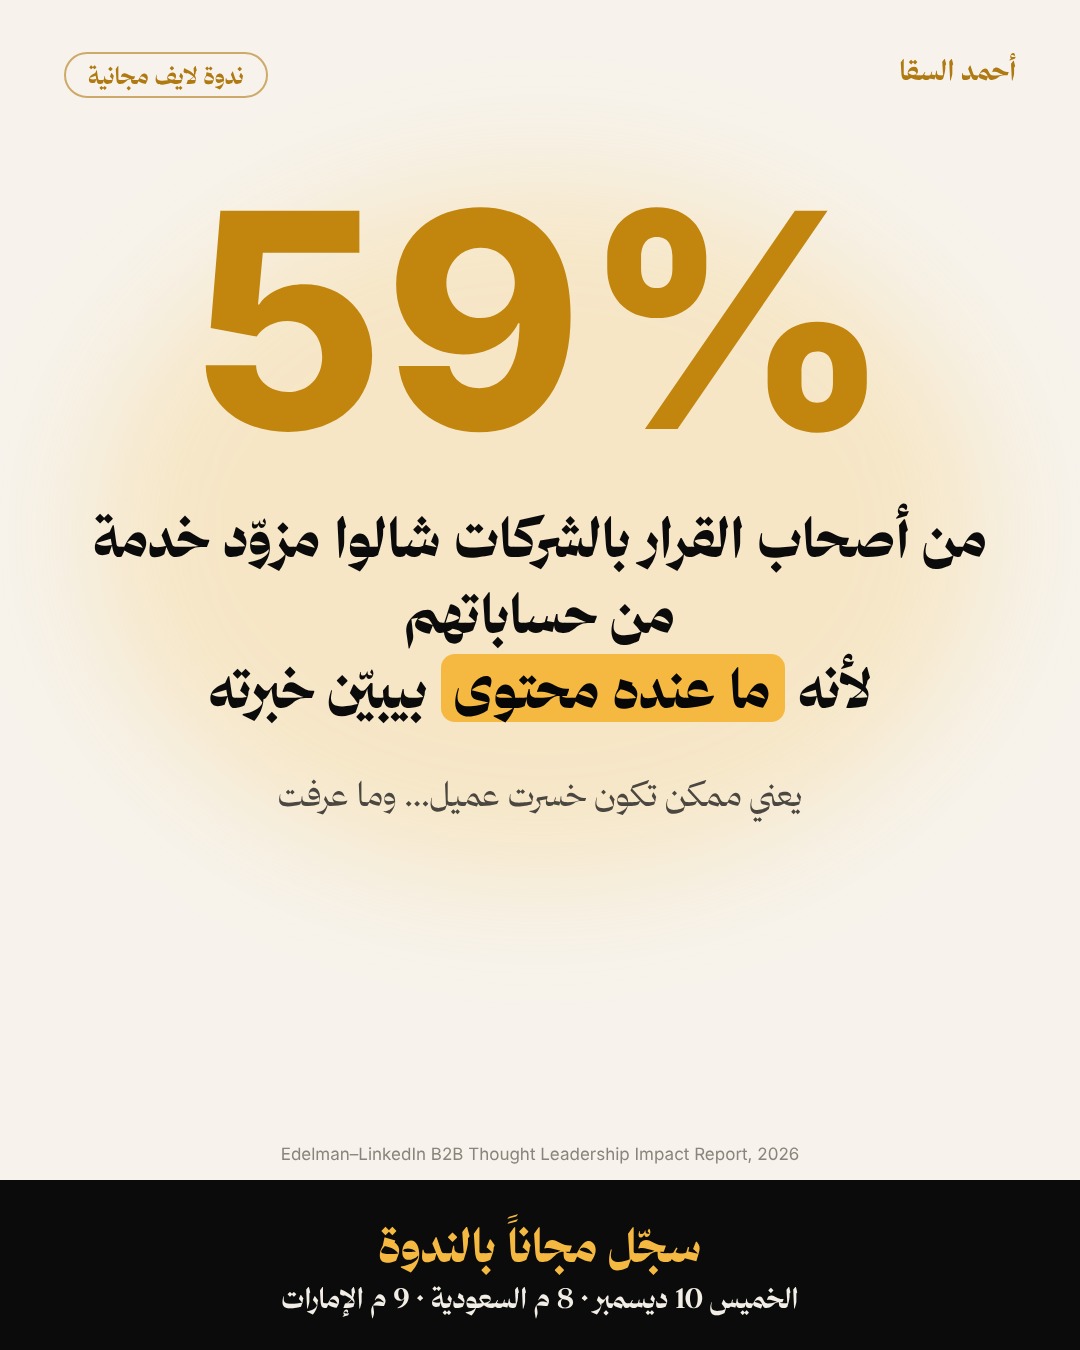 أحمد السقا
ندوة لايف مجانية
59%
من أصحاب القرار بالشركات شالوا مزوّد خدمة
من حساباتهم
لأنه ما عنده محتوى بيبيّن خبرته
يعني ممكن تكون خسرت عميل... وما عرفت
Edelman–LinkedIn B2B Thought Leadership Impact Report, 2026
سجّل مجاناً بالندوة
الخميس 10 ديسمبر · 8 م السعودية · 9 م الإمارات